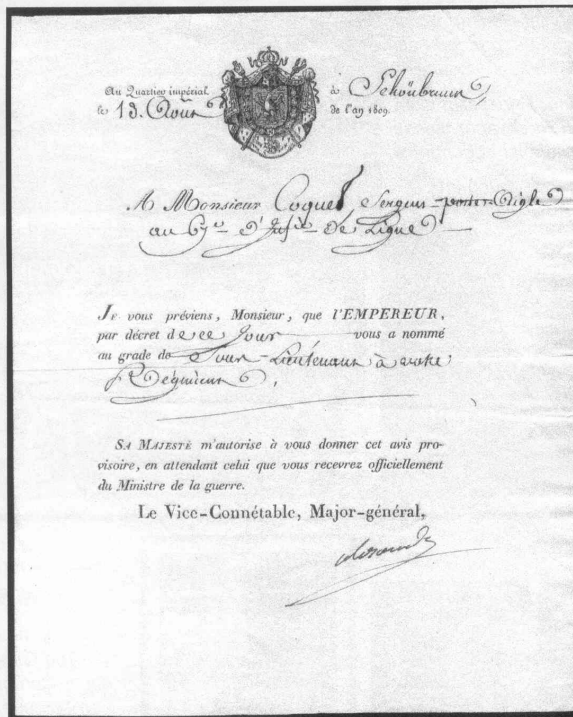 Au Quartier impérial à Schönbrunn,
le 13. Août de l'an 1809.
A Monsieur Coquet Sergent-porte-Aigle
au 67e d'Infie de Ligne
Je vous préviens, Monsieur, que l'EMPEREUR,
par décret de ce Jour vous a nommé
au grade de Sous-Lieutenant à votre
Régiment,
SA MAJESTÉ m'autorise à vous donner cet avis pro-
visoire, en attendant celui que vous recevrez officiellement
du Ministre de la guerre.
Le Vice-Connétable, Major-général,